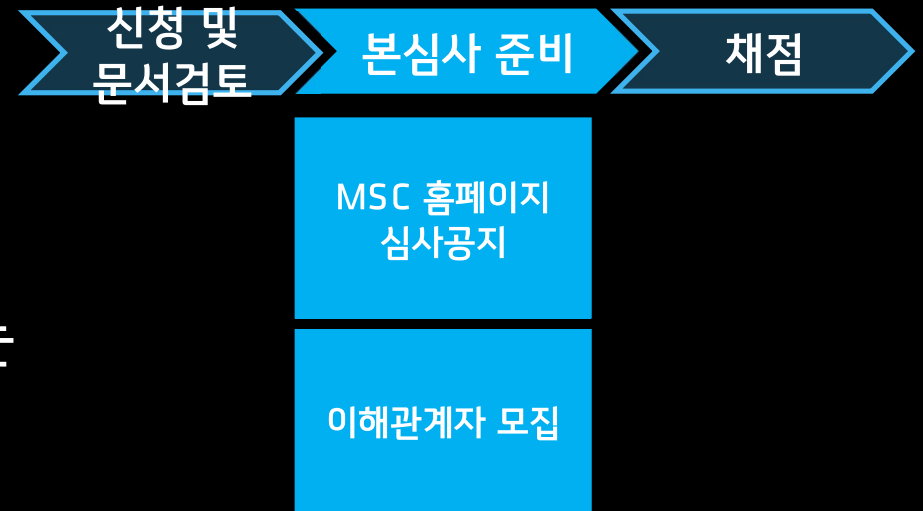 신청 및
문서검토
본심사 준비
채점
MSC 홈페이지
심사공지
이해관계자 모집